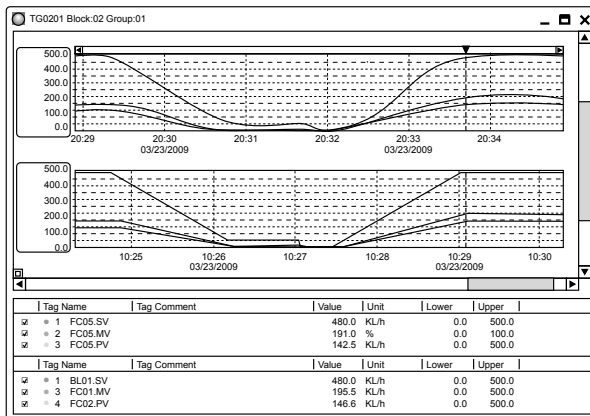 TG0201 Block:02 Group:01
500.0
400.0
300.0
200.0
100.0
0.0
20:29 20:30 20:31 20:32 20:33 20:34
03/23/2009 03/23/2009
500.0
400.0
300.0
200.0
100.0
0.0
10:25 10:26 10:27 10:28 10:29 10:30
03/23/2009 03/23/2009
Tag Name Tag Comment Value Unit Lower Upper
1 FC05.SV 480.0 KL/h 0.0 500.0
2 FC05.MV 191.0 % 0.0 100.0
3 FC05.PV 142.5 KL/h 0.0 500.0
Tag Name Tag Comment Value Unit Lower Upper
1 BL01.SV 480.0 KL/h 0.0 500.0
3 FC01.MV 195.5 KL/h 0.0 500.0
4 FC02.PV 146.6 KL/h 0.0 500.0